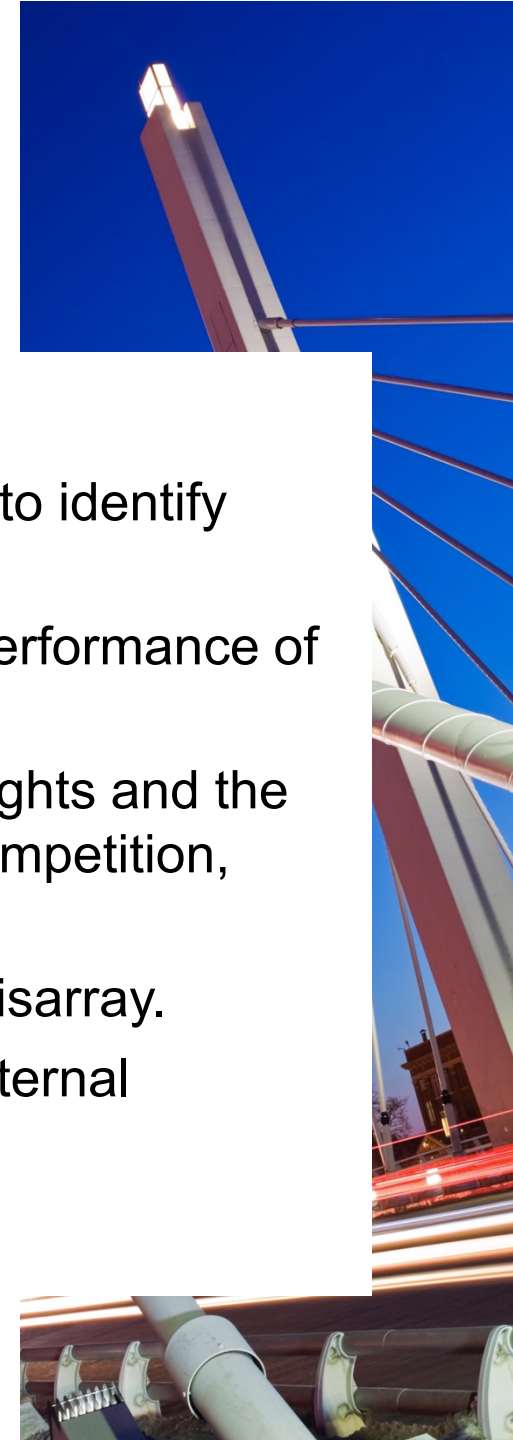 to identify
erformance of
ghts and the
mpetition,
isarray.
ternal